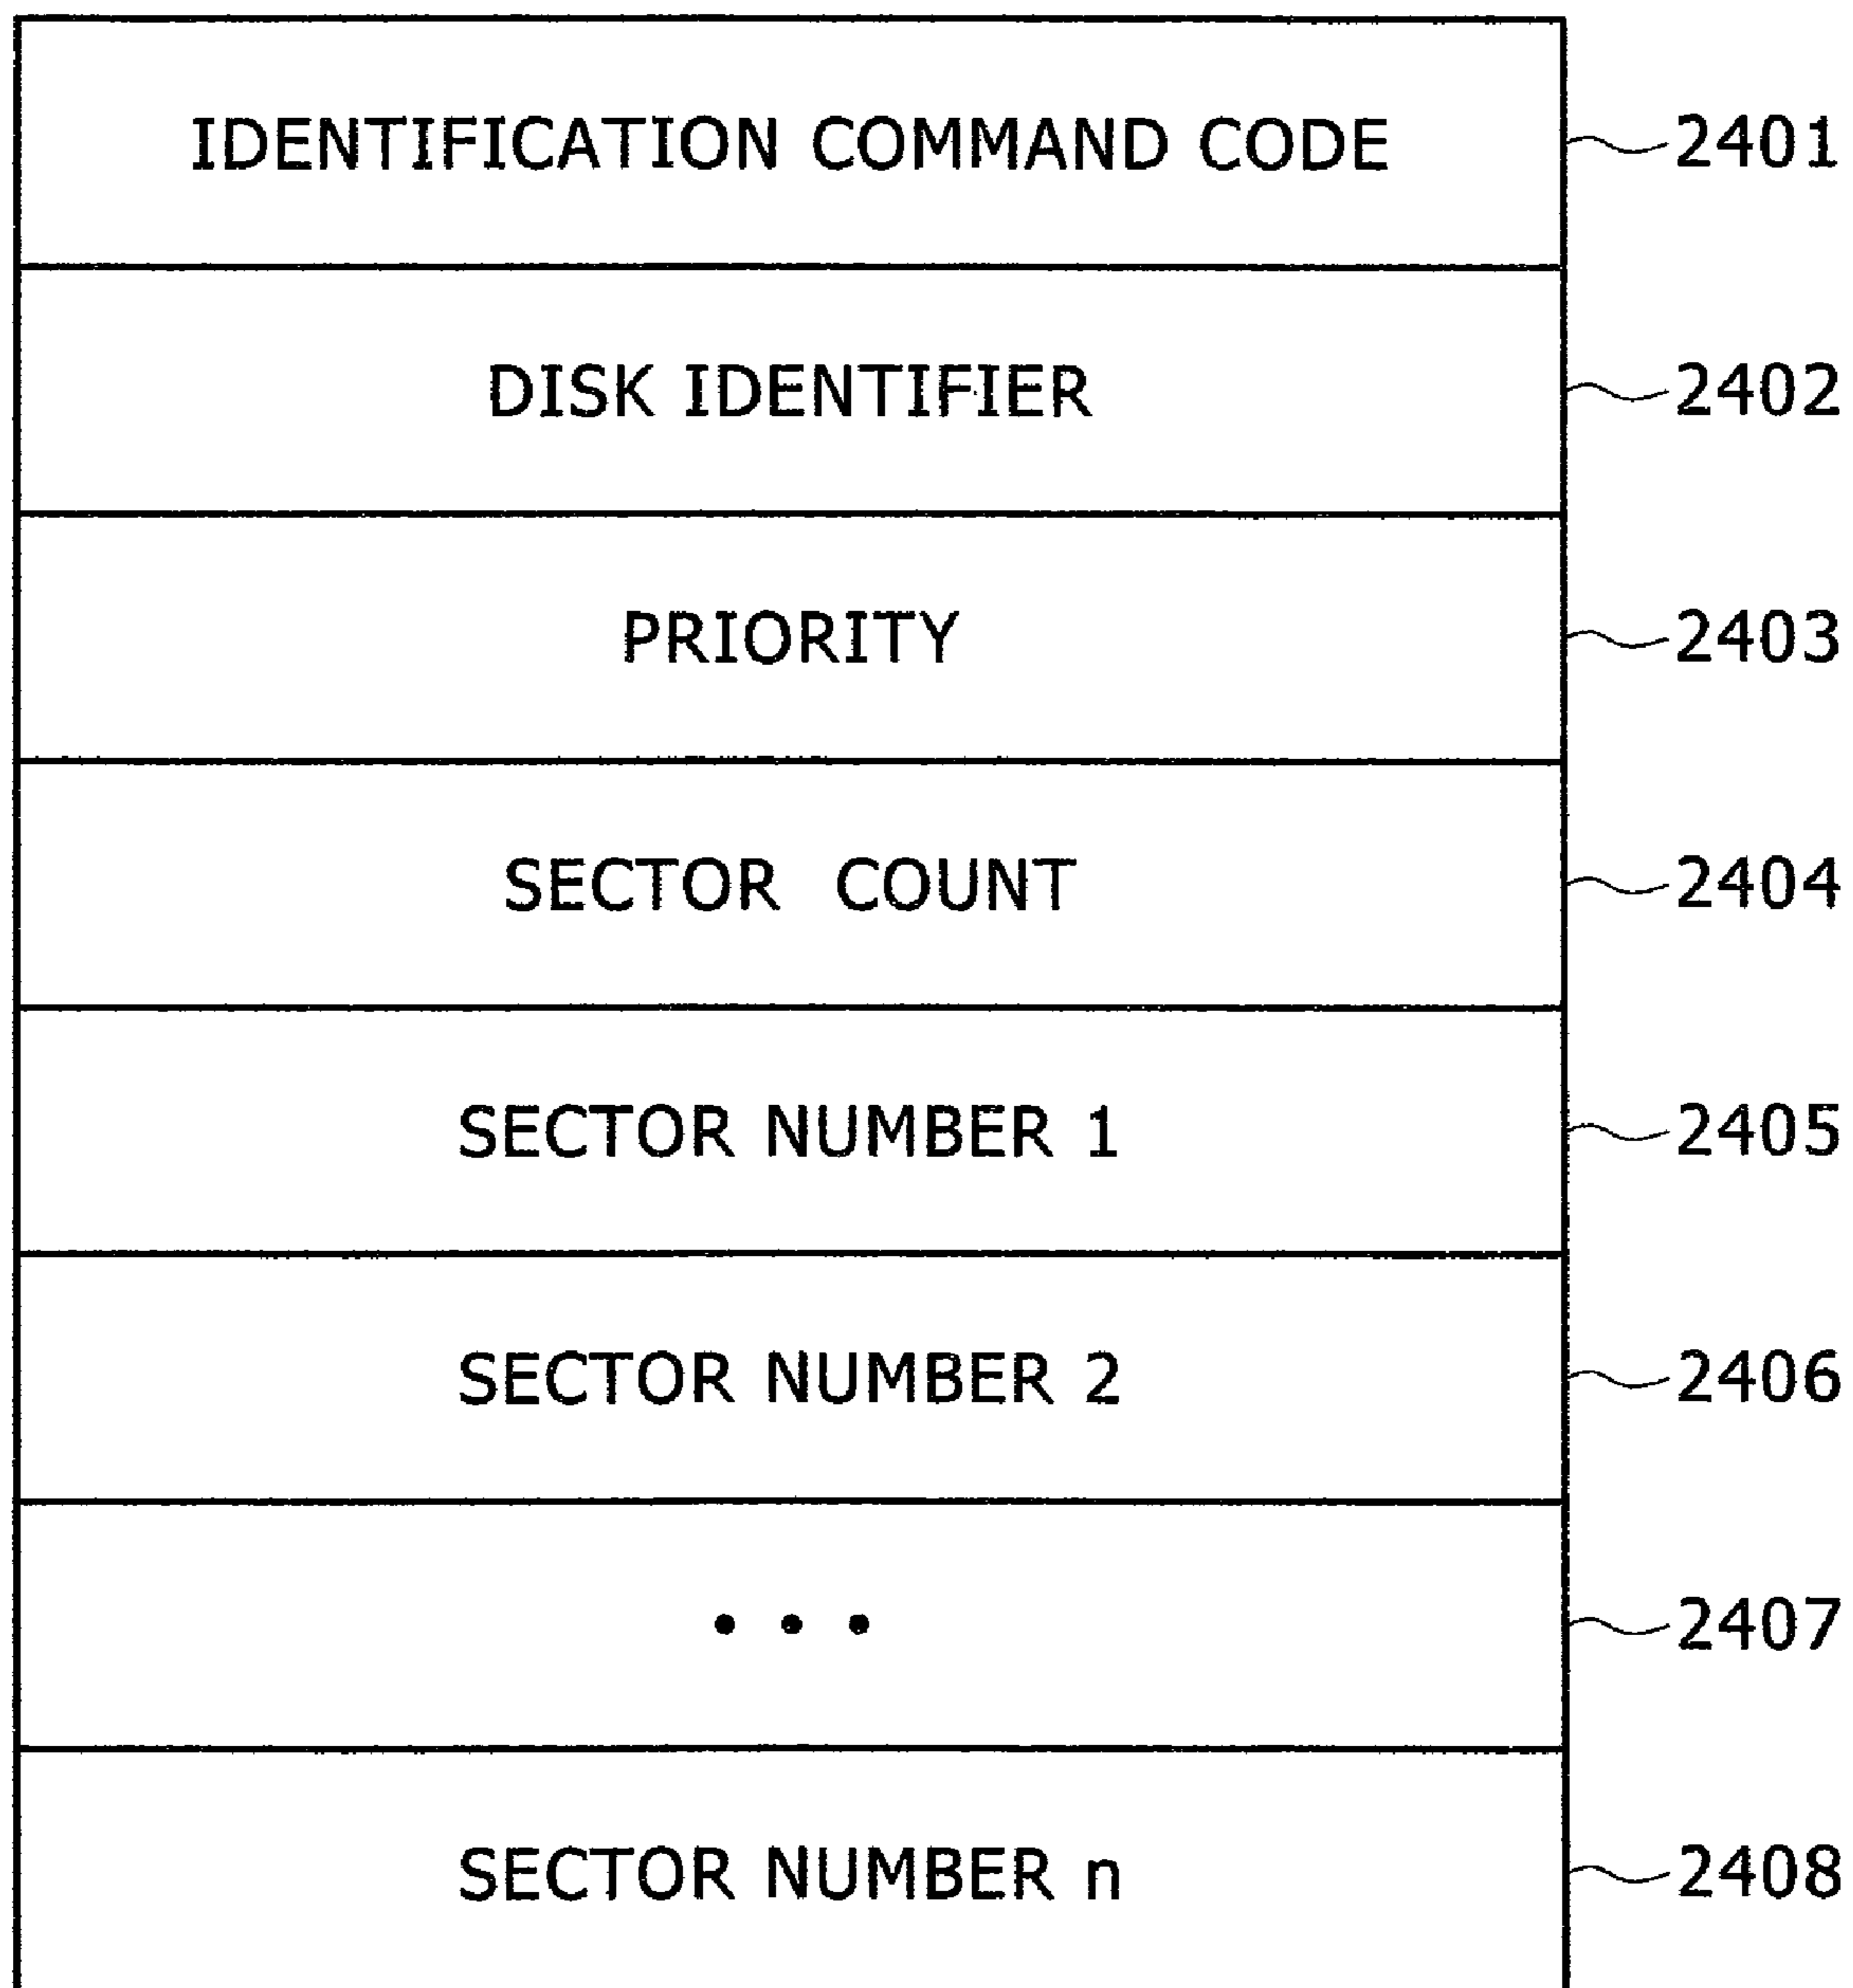 IDENTIFICATION COMMAND CODE 2401
DISK IDENTIFIER 2402
PRIORITY 2403
SECTOR COUNT 2404
SECTOR NUMBER 1 2405
SECTOR NUMBER 2 2406
• • • 2407
SECTOR NUMBER n 2408